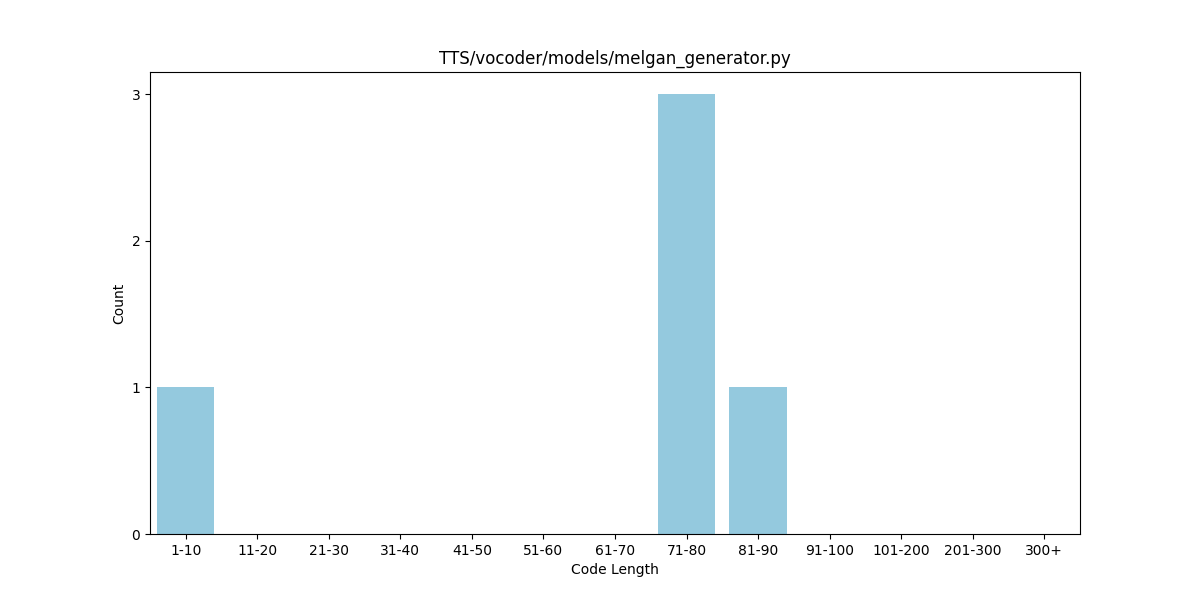 TTS/vocoder/models/melgan_generator.py
3
2
1
0
Count
1-10 11-20 21-30 31-40 41-50 51-60 61-70 71-80 81-90 91-100 101-200 201-300 300+
Code Length